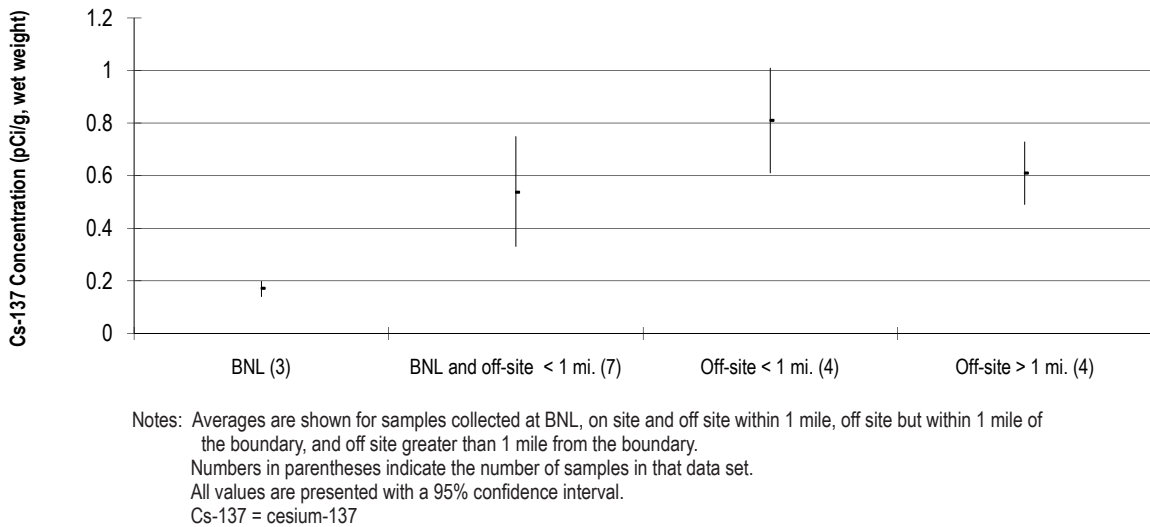 Cs-137 Concentration (pCi/g, wet weight)
1.2
1
0.8
0.6
0.4
0.2
0
BNL (3)
BNL and off-site < 1 mi. (7)
Off-site < 1 mi. (4)
Off-site > 1 mi. (4)
Notes: Averages are shown for samples collected at BNL, on site and off site within 1 mile, off site but within 1 mile of
the boundary, and off site greater than 1 mile from the boundary.
Numbers in parentheses indicate the number of samples in that data set.
All values are presented with a 95% confidence interval.
Cs-137 = cesium-137